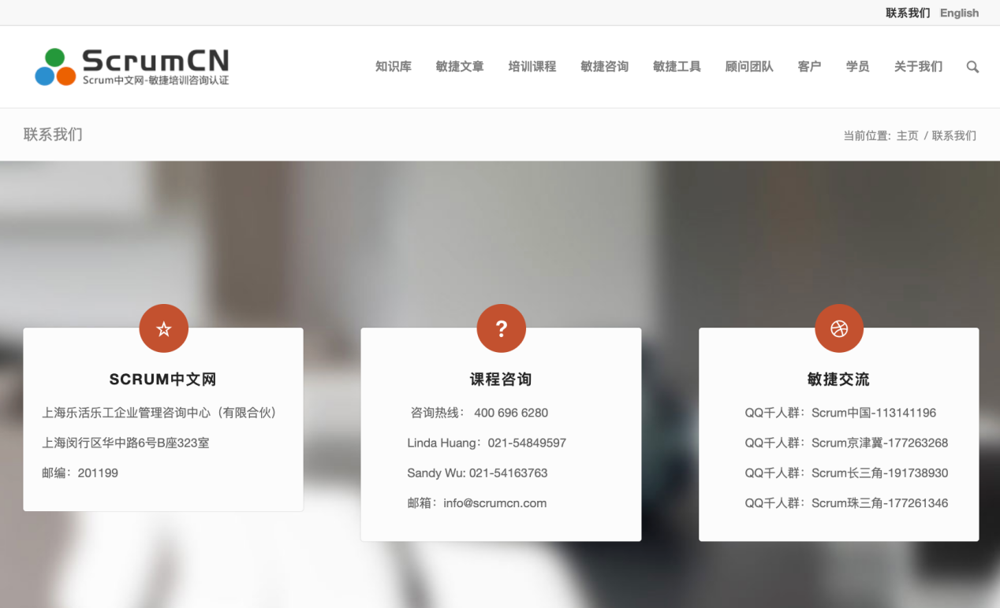 联系我们 English
ScrumCN
Scrum中文网-敏捷培训咨询认证
知识库 敏捷文章 培训课程 敏捷咨询 敏捷工具 顾问团队 客户 学员 关于我们
联系我们
当前位置: 主页 / 联系我们
SCRUM中文网
上海乐活乐工企业管理咨询中心（有限合伙）
上海闵行区华中路6号B座323室
邮编：201199
?
课程咨询
咨询热线： 400 696 6280
Linda Huang：021-54849597
Sandy Wu: 021-54163763
邮箱：info@scrumcn.com
敏捷交流
QQ千人群：Scrum中国-113141196
QQ千人群：Scrum京津冀-177263268
QQ千人群：Scrum长三角-191738930
QQ千人群：Scrum珠三角-177261346